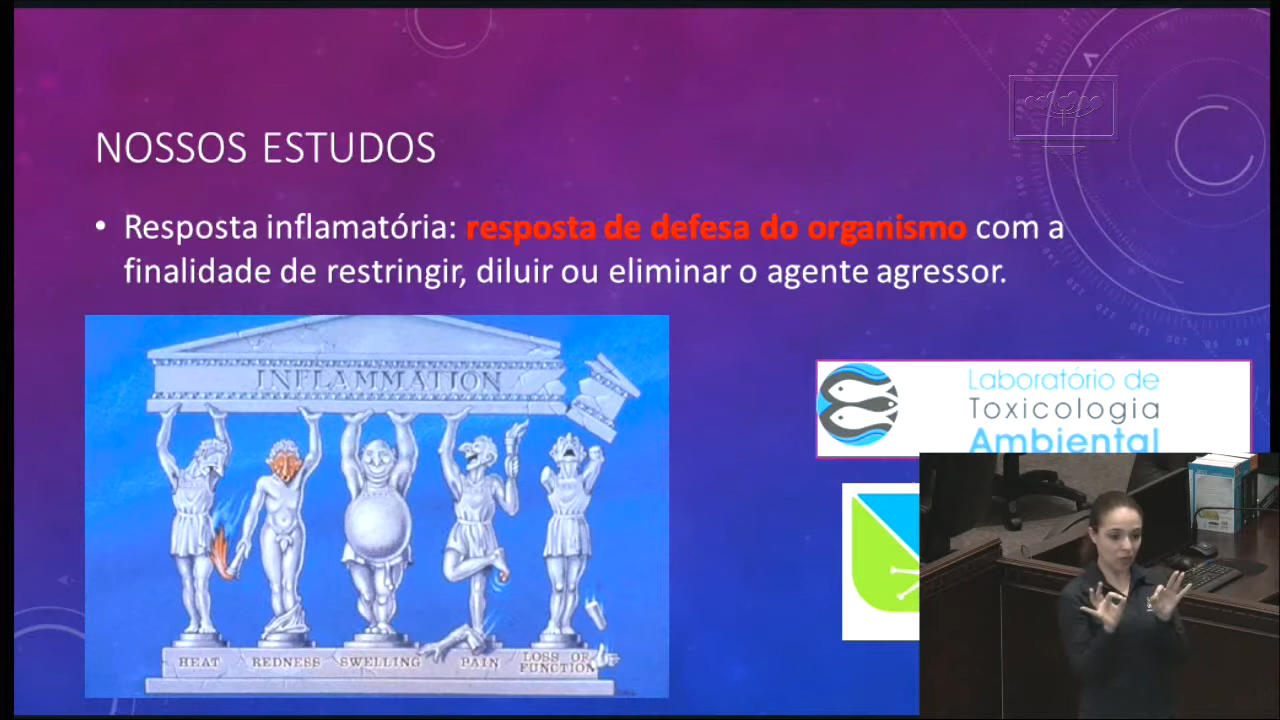 NOSSOS ESTUDOS
• Resposta inflamatória: resposta de defesa do organismo com a
finalidade de restringir, diluir ou eliminar o agente agressor.
INFLAMMATION
HEAT
REDNESS
SWELLING
PAIN
LOSS OF
FUNCTION
Laboratório de
Toxicologia
Ambiental